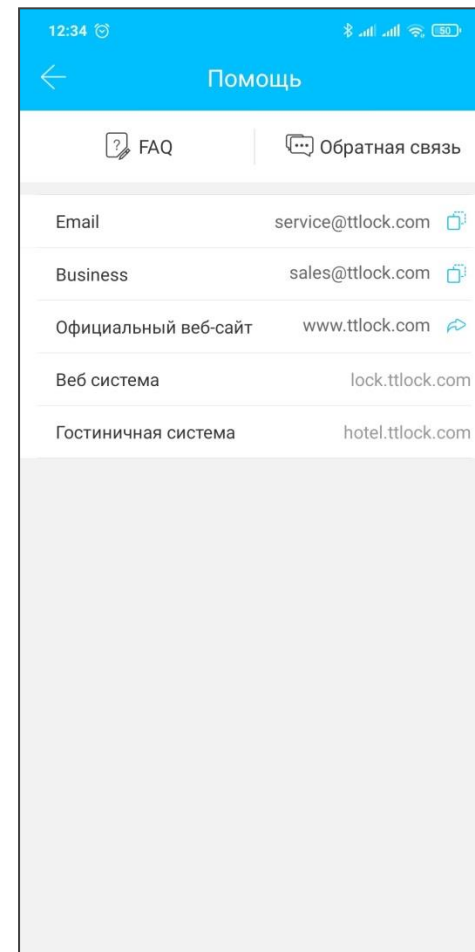 12:34 50
Помощь
FAQ Обратная связь
Email service@ttlock.com
Business sales@ttlock.com
Официальный веб-сайт www.ttlock.com
Веб система lock.ttlock.com
Гостиничная система hotel.ttlock.com